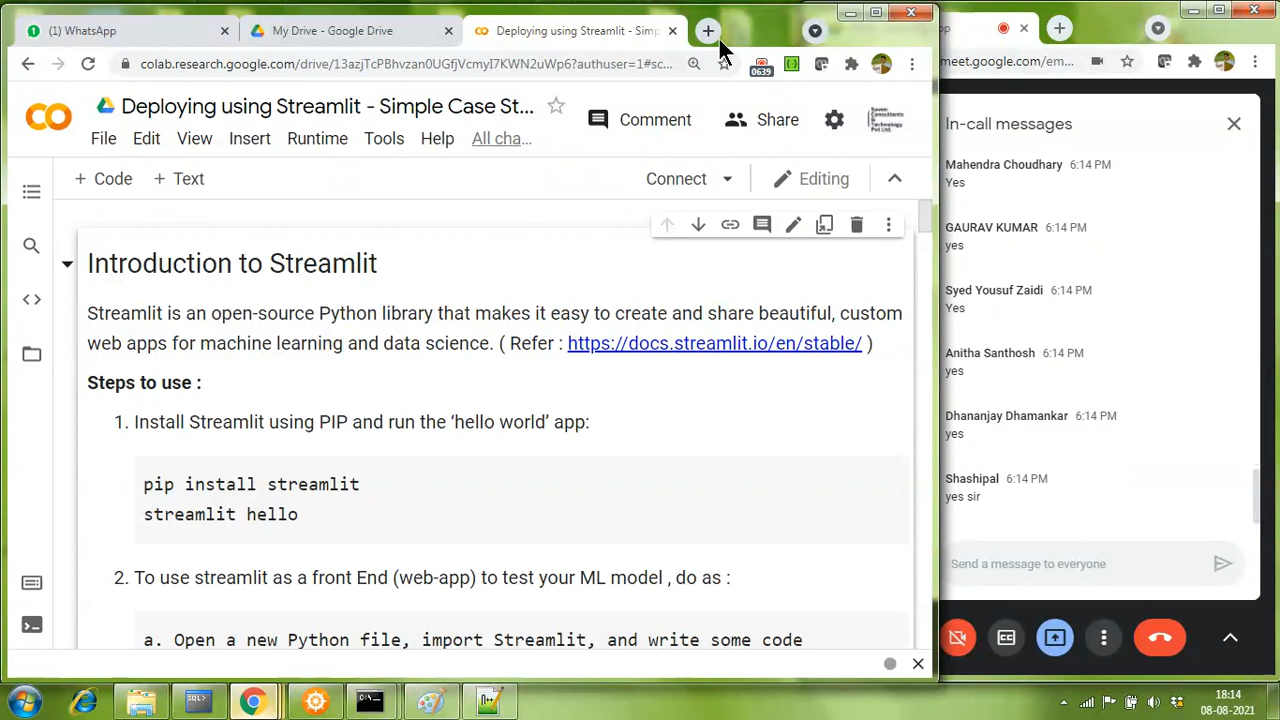 (1) WhatsApp
My Drive - Google Drive
Deploying using Streamlit - Simp
colab.research.google.com/drive/13azjTcPBhvzan0UGfjVcmyI7KWN2uWp6?authuser=1#sc...
0639
meet.google.com/em...
Deploying using Streamlit - Simple Case St...
File Edit View Insert Runtime Tools Help All cha...
Comment
Share
Saven Consultants & Technology Pvt.Ltd.
+ Code + Text
Connect
Editing
Introduction to Streamlit
Streamlit is an open-source Python library that makes it easy to create and share beautiful, custom
web apps for machine learning and data science. ( Refer : https://docs.streamlit.io/en/stable/ )
Steps to use :
1. Install Streamlit using PIP and run the ‘hello world’ app:
pip install streamlit
streamlit hello
2. To use streamlit as a front End (web-app) to test your ML model , do as :
a. Open a new Python file, import Streamlit, and write some code
In-call messages
Mahendra Choudhary 6:14 PM
Yes
GAURAV KUMAR 6:14 PM
yes
Syed Yousuf Zaidi 6:14 PM
Yes
Anitha Santhosh 6:14 PM
yes
Dhananjay Dhamankar 6:14 PM
yes
Shashipal 6:14 PM
yes sir
Send a message to everyone
18:14
08-08-2021